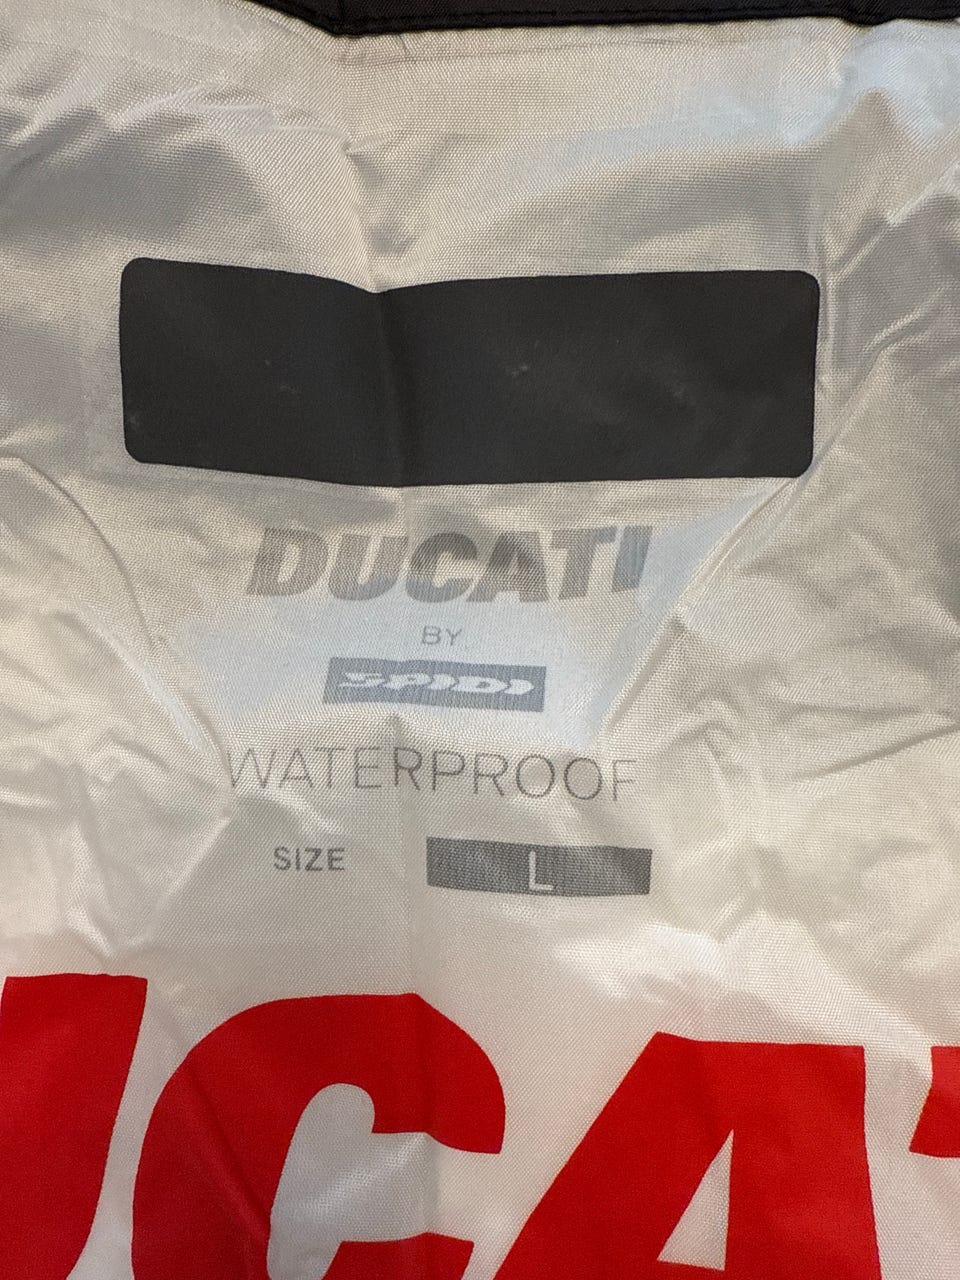 DUCATI
BY
SPIDI
WATERPROOF
SIZE L
UCAT